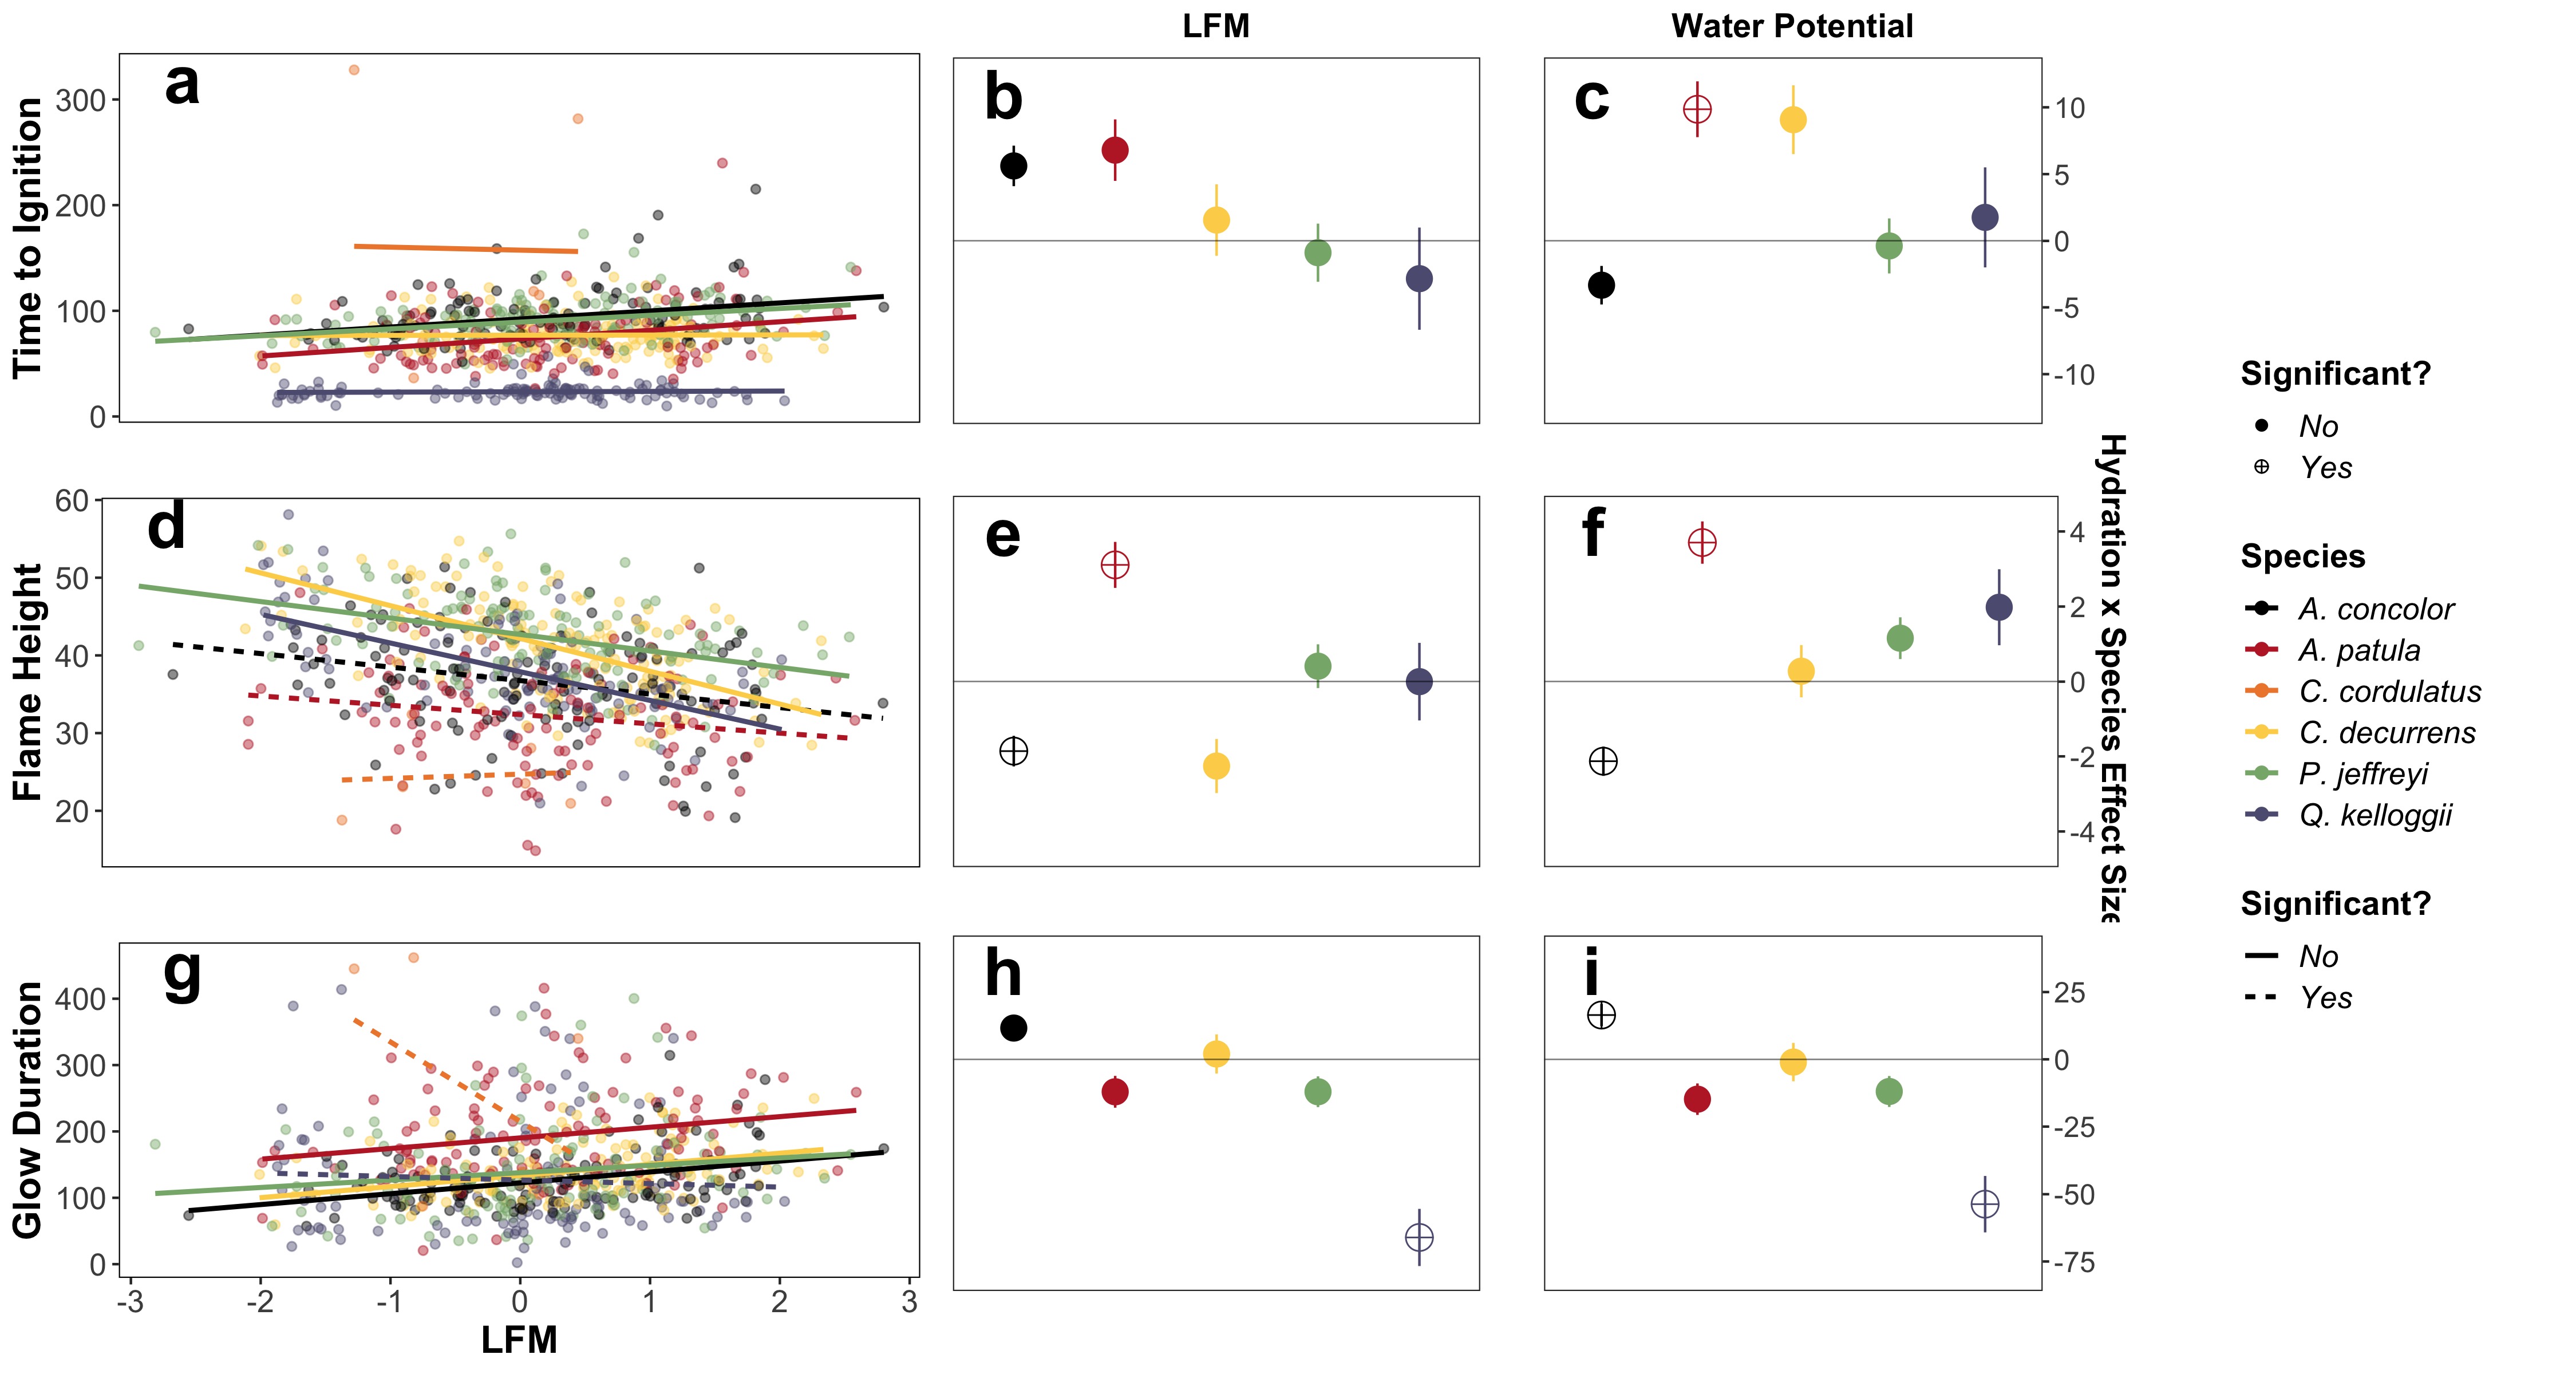 LFM
Water Potential
a
b
c
Time to Ignition
300
200
100
0
10
5
0
-5
-10
d
e
f
Flame Height
60
50
40
30
20
4
2
0
-2
-4
Hydration x Species Effect Size
g
h
i
Glow Duration
400
300
200
100
0
25
0
-25
-50
-75
-3
-2
-1
0
1
2
3
LFM
Significant?
No
Yes
Species
A. concolor
A. patula
C. cordulatus
C. decurrens
P. jeffreyi
Q. kelloggii
Significant?
No
Yes